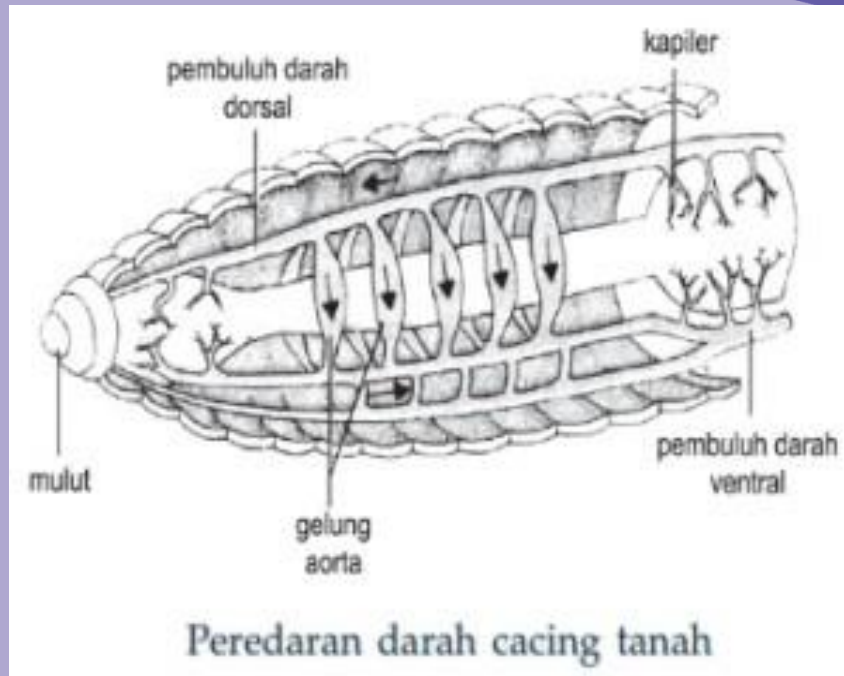 kapiler
pembuluh darah
dorsal
mulut
gelung
aorta
pembuluh darah
ventral
Peredaran darah cacing tanah